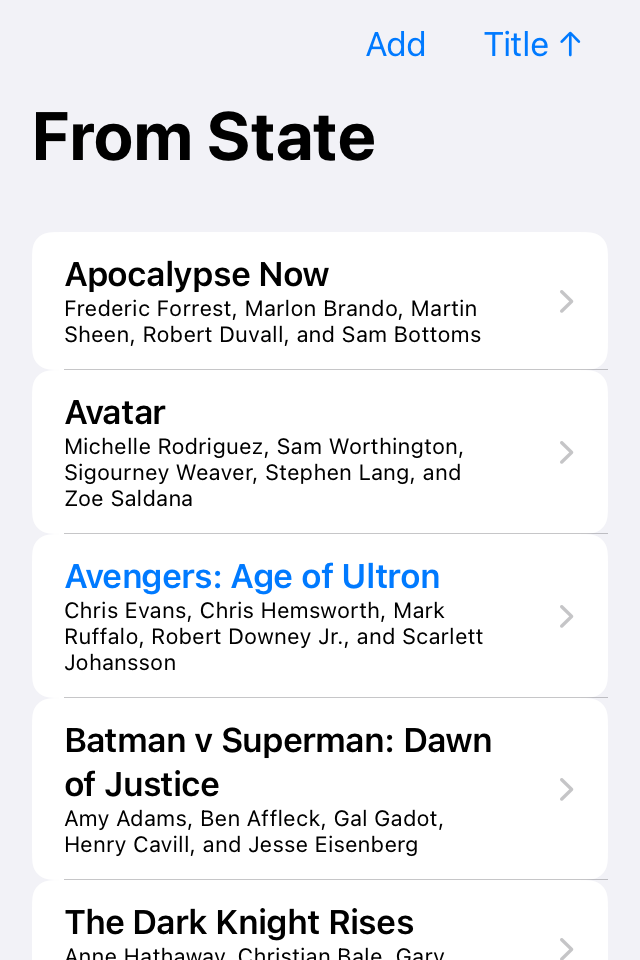 Add Title ↑
From State
Apocalypse Now
Frederic Forrest, Marlon Brando, Martin
Sheen, Robert Duvall, and Sam Bottoms
Avatar
Michelle Rodriguez, Sam Worthington,
Sigourney Weaver, Stephen Lang, and
Zoe Saldana
Avengers: Age of Ultron
Chris Evans, Chris Hemsworth, Mark
Ruffalo, Robert Downey Jr., and Scarlett
Johansson
Batman v Superman: Dawn
of Justice
Amy Adams, Ben Affleck, Gal Gadot,
Henry Cavill, and Jesse Eisenberg
The Dark Knight Rises
Anne Hathaway, Christian Bale, Gary